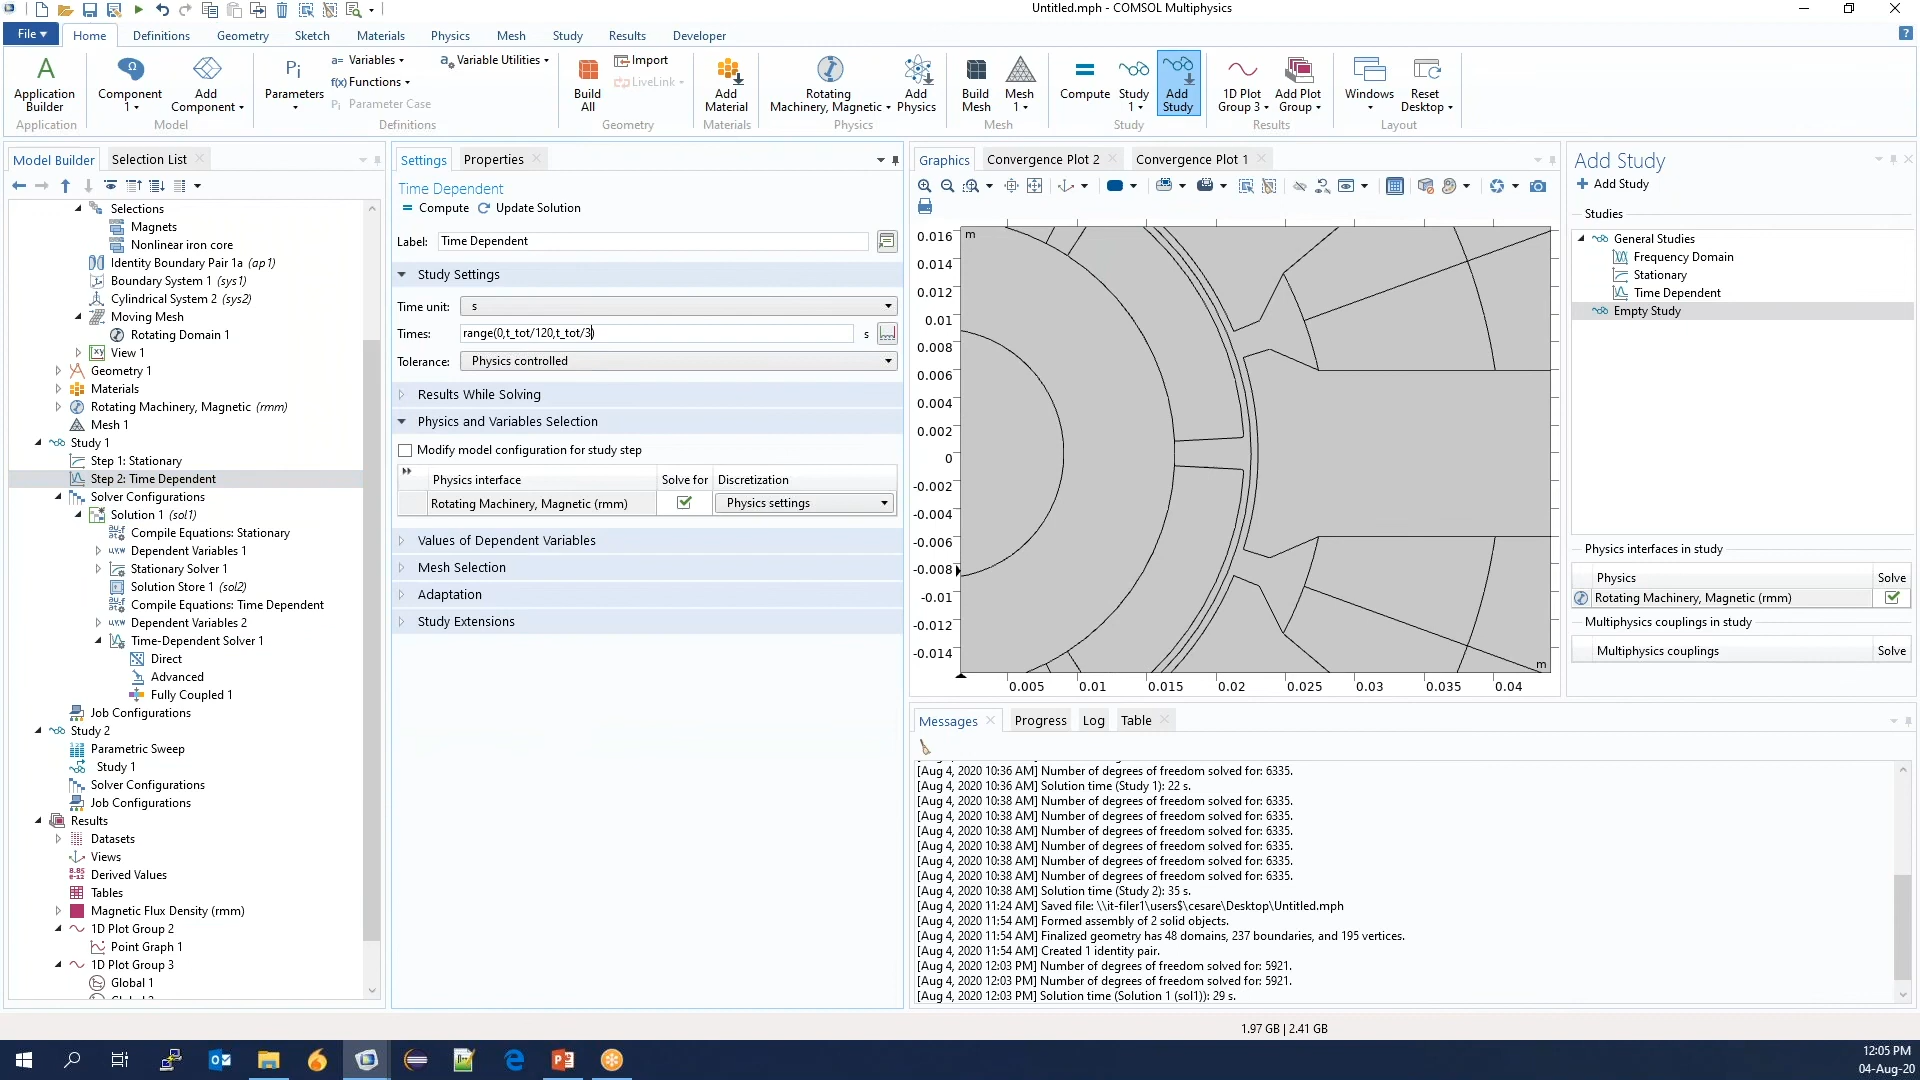 Untitled.mph - COMSOL Multiphysics
File Home Definitions Geometry Sketch Materials Physics Mesh Study Results Developer
Application Builder
Application
Component 1
Add Component
Model
Parameters
a= Variables
f(x) Functions
Pi Parameter Case
a= Variable Utilities
Definitions
Build All
Import
LiveLink
Geometry
Add Material
Materials
Rotating Machinery, Magnetic
Add Physics
Physics
Build Mesh
Mesh 1
Mesh
Compute
Study 1
Add Study
Study
1D Plot Group 3
Add Plot Group
Results
Windows
Reset Desktop
Layout
Model Builder Selection List
Selections
Magnets
Nonlinear iron core
Identity Boundary Pair 1a (ap1)
Boundary System 1 (sys1)
Cylindrical System 2 (sys2)
Moving Mesh
Rotating Domain 1
View 1
Geometry 1
Materials
Rotating Machinery, Magnetic (rmm)
Mesh 1
Study 1
Step 1: Stationary
Step 2: Time Dependent
Solver Configurations
Solution 1 (sol1)
Compile Equations: Stationary
Dependent Variables 1
Stationary Solver 1
Solution Store 1 (sol2)
Compile Equations: Time Dependent
Dependent Variables 2
Time-Dependent Solver 1
Direct
Advanced
Fully Coupled 1
Job Configurations
Study 2
Parametric Sweep
Study 1
Solver Configurations
Job Configurations
Results
Datasets
Views
Derived Values
Tables
Magnetic Flux Density (rmm)
1D Plot Group 2
Point Graph 1
1D Plot Group 3
Global 1
Settings Properties
Time Dependent
= Compute Update Solution
Label: Time Dependent
Study Settings
Time unit: s
Times: range(0,t_tot/120,t_tot/3) s
Tolerance: Physics controlled
Results While Solving
Physics and Variables Selection
Modify model configuration for study step
Physics interface Solve for Discretization
Rotating Machinery, Magnetic (rmm) Physics settings
Values of Dependent Variables
Mesh Selection
Adaptation
Study Extensions
Graphics Convergence Plot 2 Convergence Plot 1
m
0.016
0.014
0.012
0.01
0.008
0.006
0.004
0.002
0
-0.002
-0.004
-0.006
-0.008
-0.01
-0.012
-0.014
m
0.005 0.01 0.015 0.02 0.025 0.03 0.035 0.04
Messages Progress Log Table
[Aug 4, 2020 10:36 AM] Number of degrees of freedom solved for: 6335.
[Aug 4, 2020 10:36 AM] Solution time (Study 1): 22 s.
[Aug 4, 2020 10:38 AM] Number of degrees of freedom solved for: 6335.
[Aug 4, 2020 10:38 AM] Number of degrees of freedom solved for: 6335.
[Aug 4, 2020 10:38 AM] Number of degrees of freedom solved for: 6335.
[Aug 4, 2020 10:38 AM] Number of degrees of freedom solved for: 6335.
[Aug 4, 2020 10:38 AM] Number of degrees of freedom solved for: 6335.
[Aug 4, 2020 10:38 AM] Number of degrees of freedom solved for: 6335.
[Aug 4, 2020 10:38 AM] Solution time (Study 2): 35 s.
[Aug 4, 2020 11:24 AM] Saved file: \\it-filer1\users$\cesare\Desktop\Untitled.mph
[Aug 4, 2020 11:54 AM] Formed assembly of 2 solid objects.
[Aug 4, 2020 11:54 AM] Finalized geometry has 48 domains, 237 boundaries, and 195 vertices.
[Aug 4, 2020 11:54 AM] Created 1 identity pair.
[Aug 4, 2020 12:03 PM] Number of degrees of freedom solved for: 5921.
[Aug 4, 2020 12:03 PM] Number of degrees of freedom solved for: 5921.
[Aug 4, 2020 12:03 PM] Solution time (Solution 1 (sol1)): 29 s.
Add Study
+ Add Study
Studies
General Studies
Frequency Domain
Stationary
Time Dependent
Empty Study
Physics interfaces in study
Physics Solve
Rotating Machinery, Magnetic (rmm)
Multiphysics couplings in study
Multiphysics couplings Solve
1.97 GB | 2.41 GB
12:05 PM
04-Aug-20